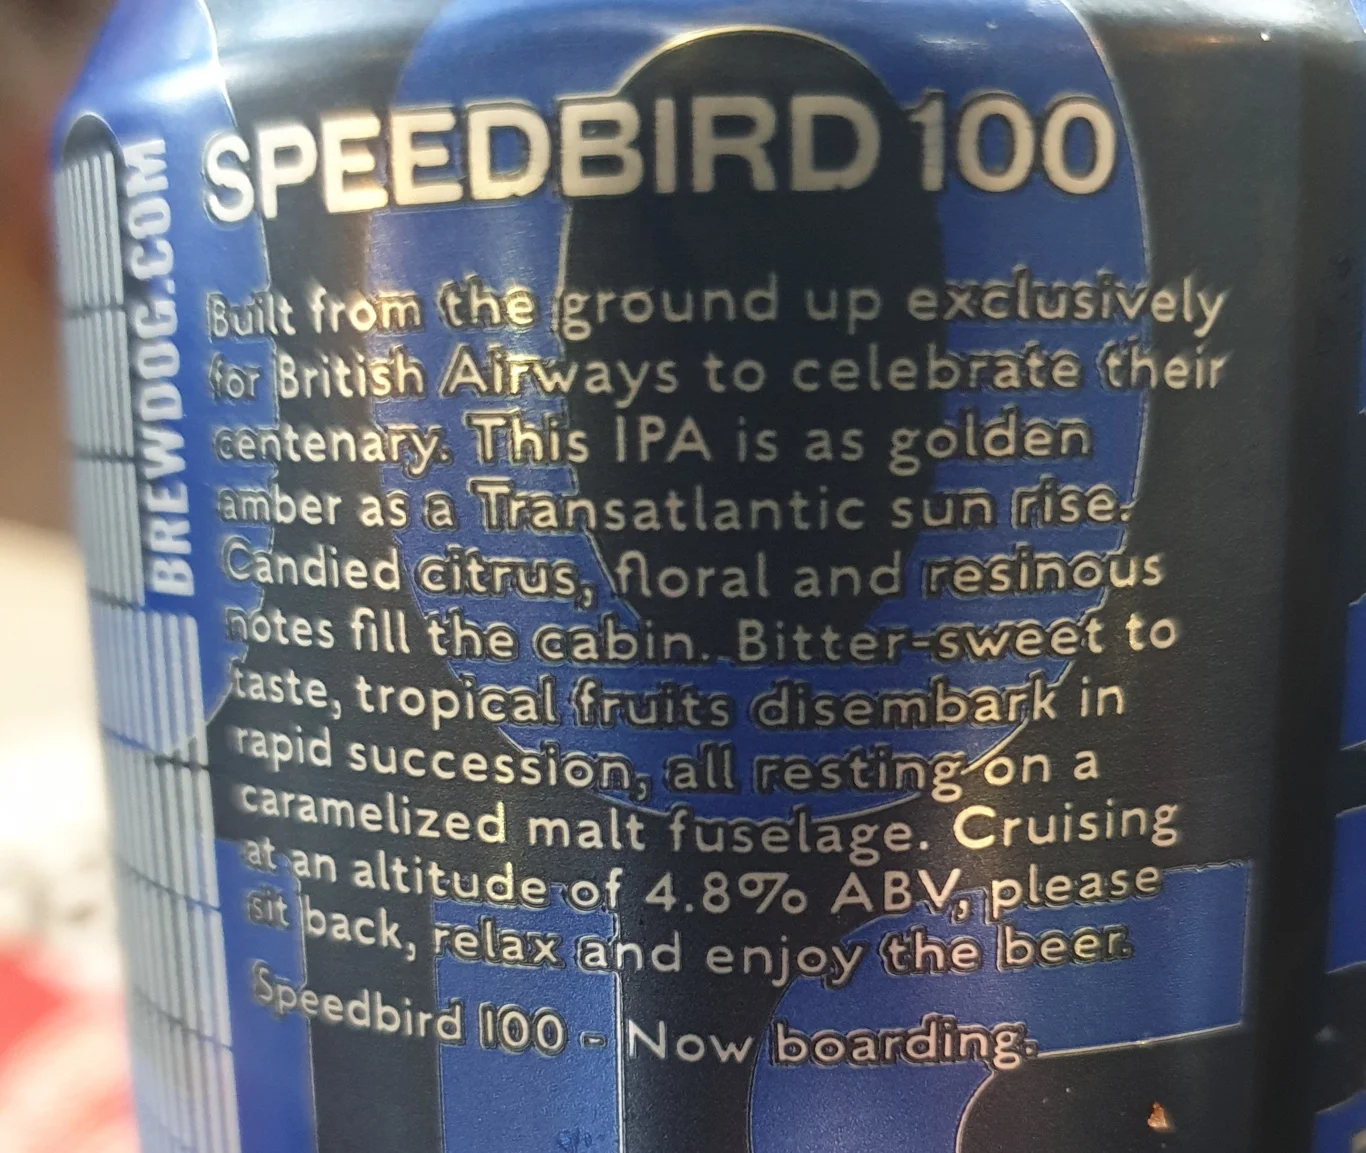 BREWDOG.COM
SPEEDBIRD 100
Built from the ground up exclusively
for British Airways to celebrate their
centenary. This IPA is as golden
amber as a Transatlantic sun rise.
Candied citrus, floral and resinous
notes fill the cabin. Bitter-sweet to
taste, tropical fruits disembark in
rapid succession, all resting on a
caramelized malt fuselage. Cruising
at an altitude of 4.8% ABV, please
sit back, relax and enjoy the beer.
Speedbird 100 - Now boarding.